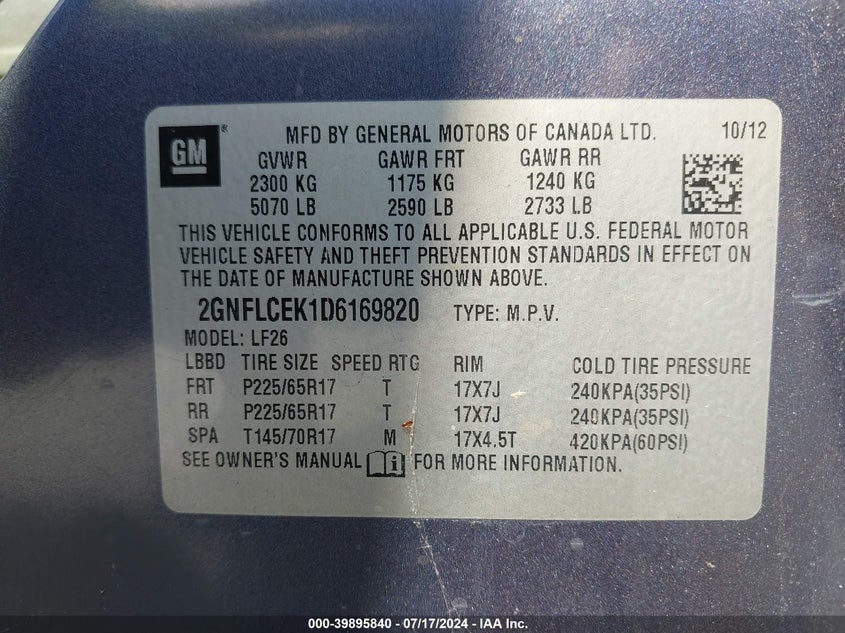 GM® MFD BY GENERAL MOTORS OF CANADA LTD. 10/12
GVWR GAWR FRT GAWR RR
2300 KG 1175 KG 1240 KG
5070 LB 2590 LB 2733 LB
THIS VEHICLE CONFORMS TO ALL APPLICABLE U.S. FEDERAL MOTOR
VEHICLE SAFETY AND THEFT PREVENTION STANDARDS IN EFFECT ON
THE DATE OF MANUFACTURE SHOWN ABOVE.
2GNFLCEK1D6169820 TYPE: M.P.V.
MODEL: LF26
LBBD TIRE SIZE SPEED RTG RIM COLD TIRE PRESSURE
FRT P225/65R17 T 17X7J 240KPA(35PSI)
RR P225/65R17 T 17X7J 240KPA(35PSI)
SPA T145/70R17 M 17X4.5T 420KPA(60PSI)
SEE OWNER'S MANUAL i FOR MORE INFORMATION.
000-39895840 - 07/17/2024 - IAA Inc.